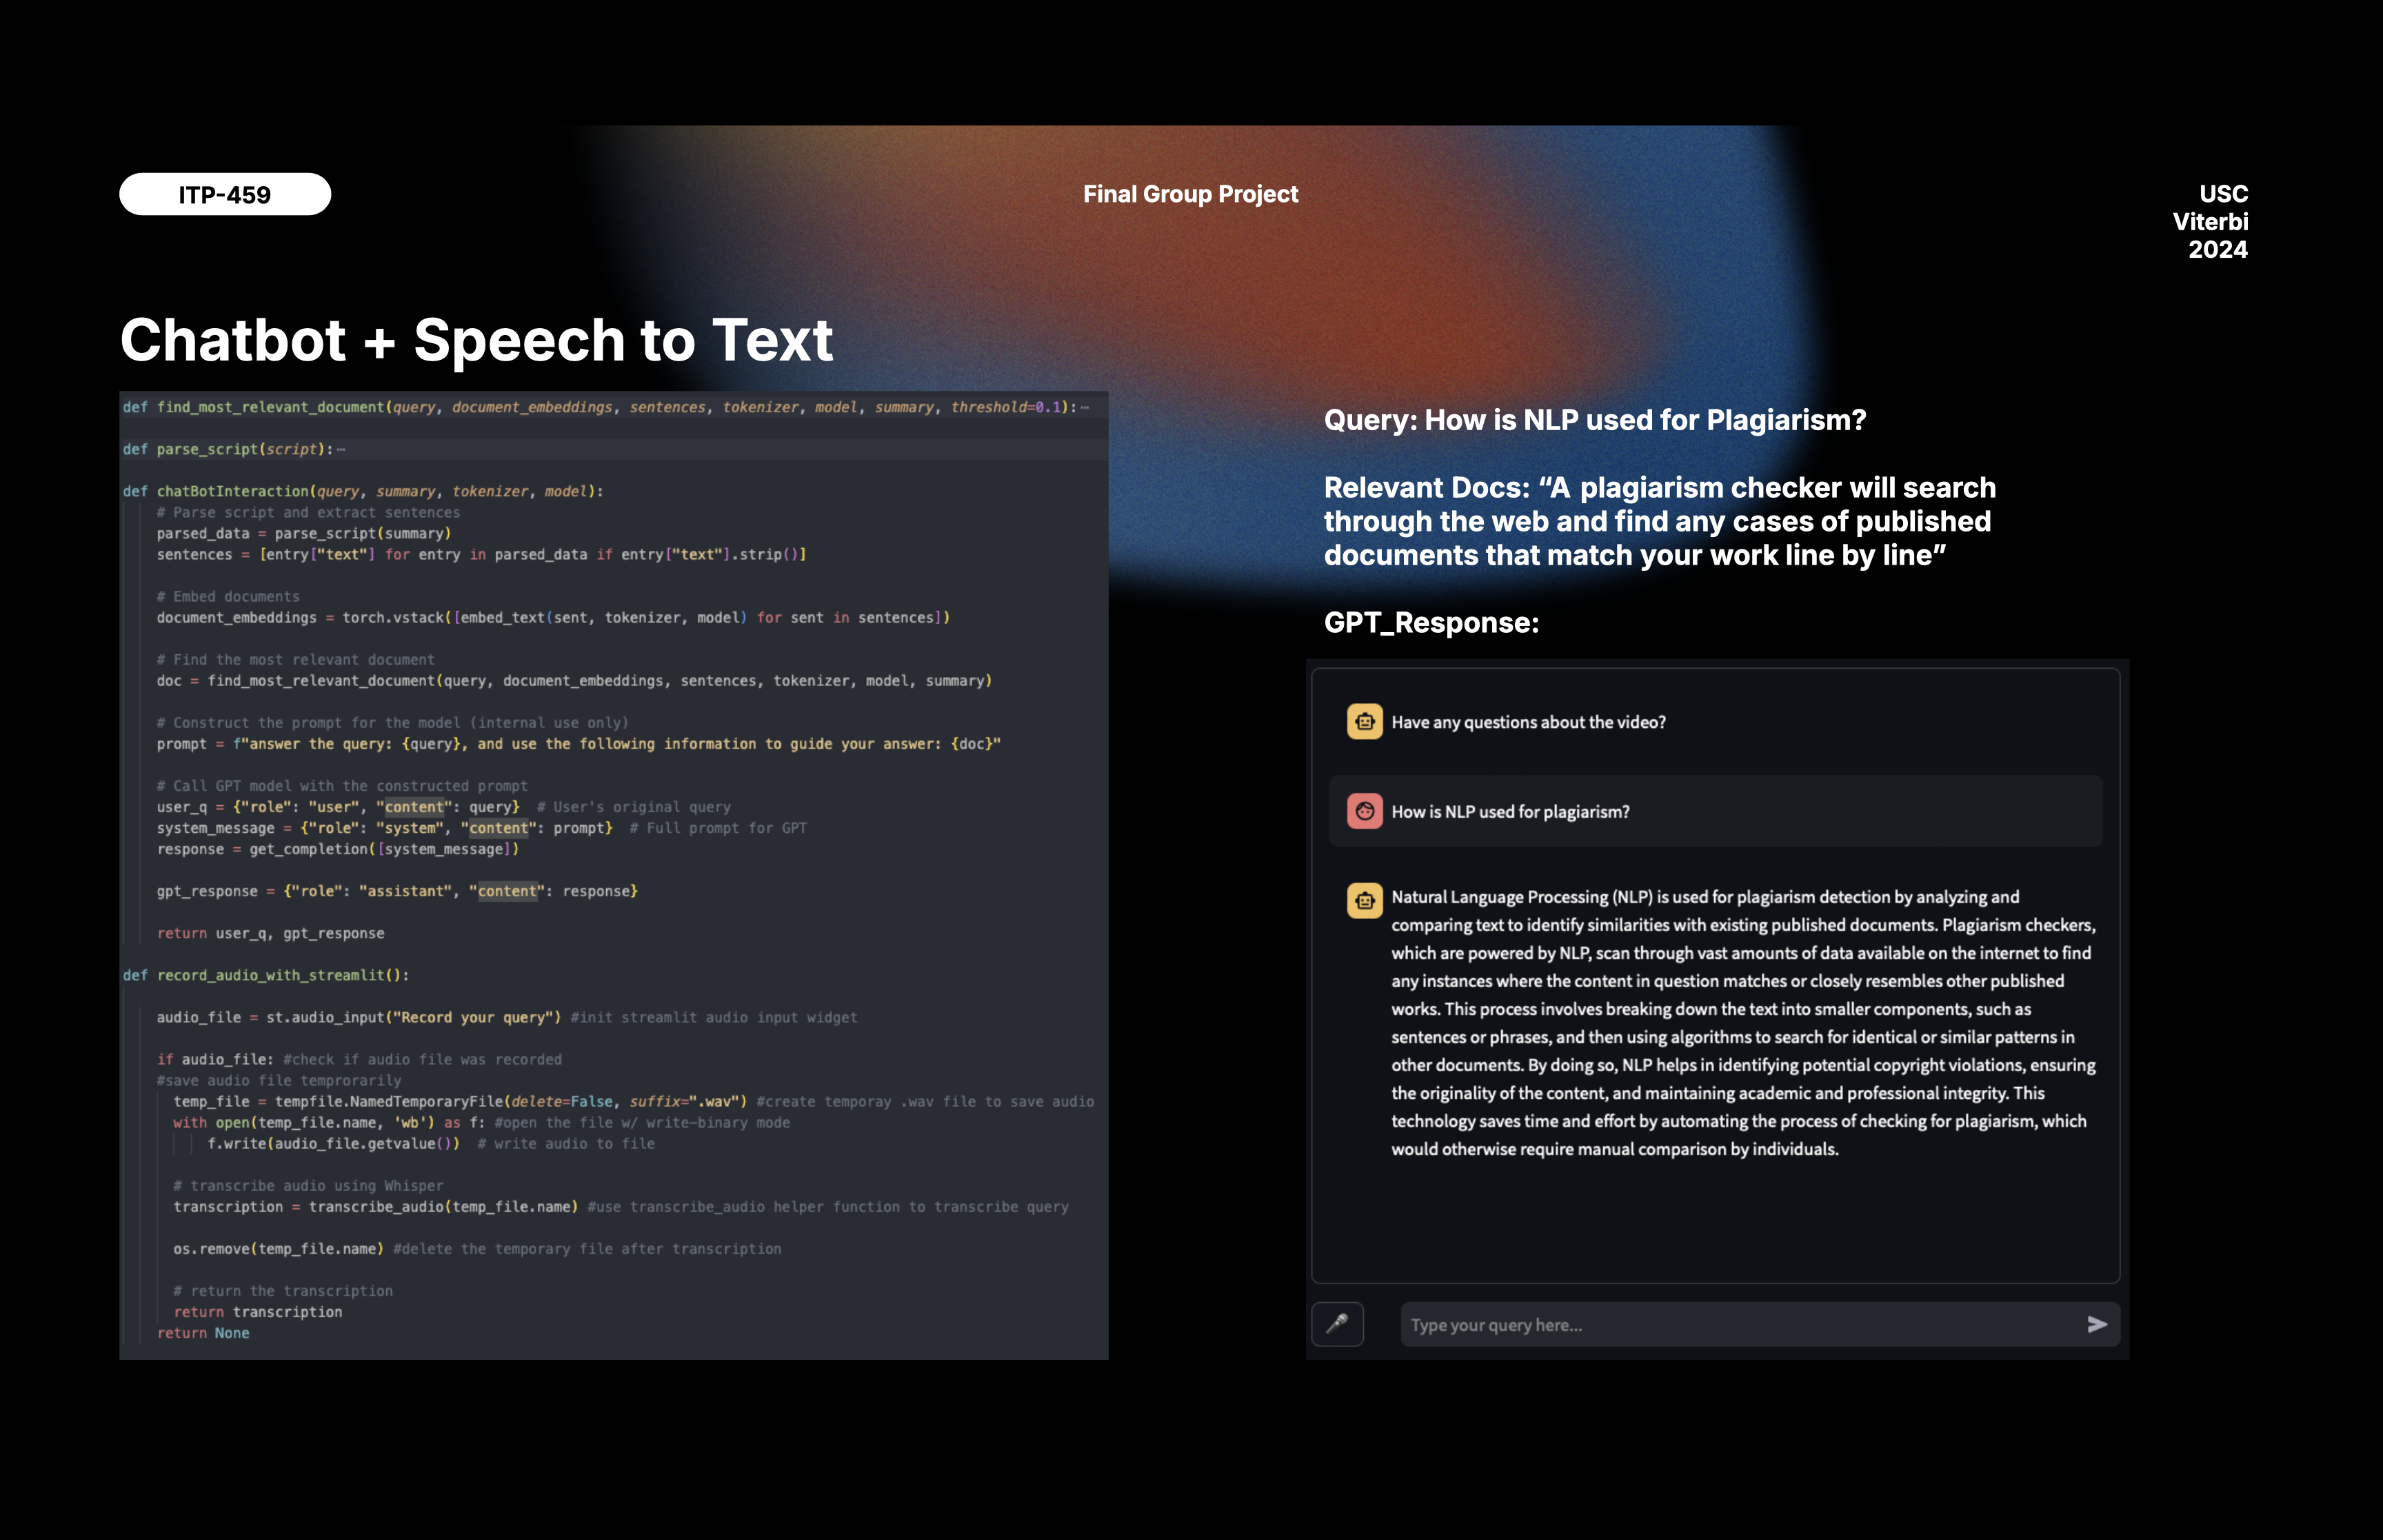 ITP-459
Final Group Project
USC
Viterbi
2024
Chatbot + Speech to Text
def find_most_relevant_document(query, document_embeddings, sentences, tokenizer, model, summary, threshold=0.1):⋯
def parse_script(script):⋯
def chatBotInteraction(query, summary, tokenizer, model):
# Parse script and extract sentences
parsed_data = parse_script(summary)
sentences = [entry["text"] for entry in parsed_data if entry["text"].strip()]
# Embed documents
document_embeddings = torch.vstack([embed_text(sent, tokenizer, model) for sent in sentences])
# Find the most relevant document
doc = find_most_relevant_document(query, document_embeddings, sentences, tokenizer, model, summary)
# Construct the prompt for the model (internal use only)
prompt = f"answer the query: {query}, and use the following information to guide your answer: {doc}"
# Call GPT model with the constructed prompt
user_q = {"role": "user", "content": query}  # User's original query
system_message = {"role": "system", "content": prompt}  # Full prompt for GPT
response = get_completion([system_message])
gpt_response = {"role": "assistant", "content": response}
return user_q, gpt_response
def record_audio_with_streamlit():
audio_file = st.audio_input("Record your query") #init streamlit audio input widget
if audio_file: #check if audio file was recorded
#save audio file temprorarily
temp_file = tempfile.NamedTemporaryFile(delete=False, suffix=".wav") #create temporay .wav file to save audio
with open(temp_file.name, 'wb') as f: #open the file w/ write-binary mode
f.write(audio_file.getvalue())  # write audio to file
# transcribe audio using Whisper
transcription = transcribe_audio(temp_file.name) #use transcribe_audio helper function to transcribe query
os.remove(temp_file.name) #delete the temporary file after transcription
# return the transcription
return transcription
return None
Query: How is NLP used for Plagiarism?
Relevant Docs: “A plagiarism checker will search
through the web and find any cases of published
documents that match your work line by line”
GPT_Response:
Have any questions about the video?
How is NLP used for plagiarism?
Natural Language Processing (NLP) is used for plagiarism detection by analyzing and
comparing text to identify similarities with existing published documents. Plagiarism checkers,
which are powered by NLP, scan through vast amounts of data available on the internet to find
any instances where the content in question matches or closely resembles other published
works. This process involves breaking down the text into smaller components, such as
sentences or phrases, and then using algorithms to search for identical or similar patterns in
other documents. By doing so, NLP helps in identifying potential copyright violations, ensuring
the originality of the content, and maintaining academic and professional integrity. This
technology saves time and effort by automating the process of checking for plagiarism, which
would otherwise require manual comparison by individuals.
Type your query here...